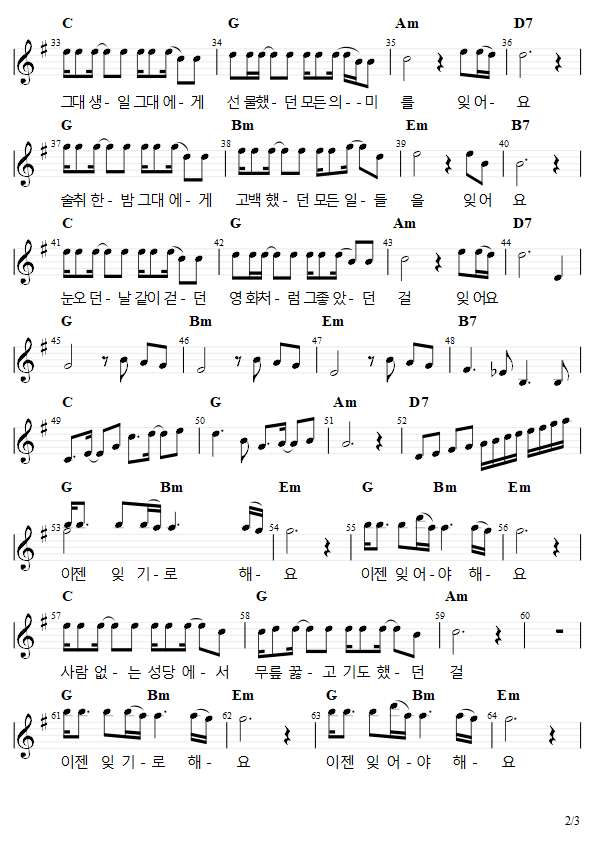 C G Am D7
33 34 35 36
그대 생 - 일 그대 에 - 게 선 물했 - 던 모든 의 - - 미 를 잊 어 - 요
G Bm Em B7
37 38 39 40
술취 한 - 밤 그대 에 - 게 고백 했 - 던 모든 일 - 들 을 잊 어 요
C G Am D7
41 42 43 44
눈오 던 - 날 같이 걷 - 던 영 화처 - 럼 그좋 았 - 던 걸 잊 어요
G Bm Em B7
45 46 47 48
C G Am D7
49 50 51 52
G Bm Em G Bm Em
53 54 55 56
이젠 잊 기 - 로 해 - 요 이젠 잊 어 - 야 해 - 요
C G Am
57 58 59 60
사람 없 - 는 성당 에 - 서 무릎 꿇 - 고 기도 했 - 던 걸
G Bm Em G Bm Em
61 62 63 64
이젠 잊 기 - 로 해 - 요 이젠 잊 어 - 야 해 - 요
2/3